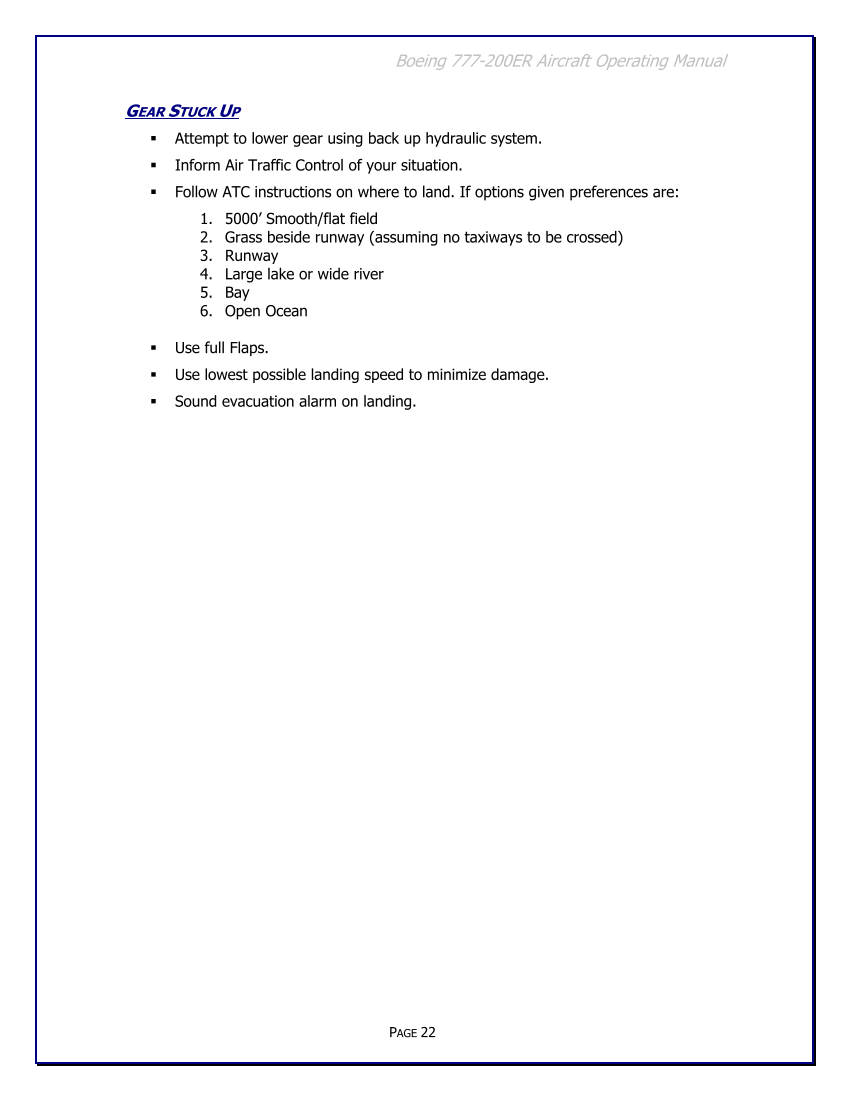 Boeing 777-200ER Aircraft Operating Manual
GEAR STUCK UP
▪ Attempt to lower gear using back up hydraulic system.
▪ Inform Air Traffic Control of your situation.
▪ Follow ATC instructions on where to land. If options given preferences are:
1. 5000’ Smooth/flat field
2. Grass beside runway (assuming no taxiways to be crossed)
3. Runway
4. Large lake or wide river
5. Bay
6. Open Ocean
▪ Use full Flaps.
▪ Use lowest possible landing speed to minimize damage.
▪ Sound evacuation alarm on landing.
PAGE 22